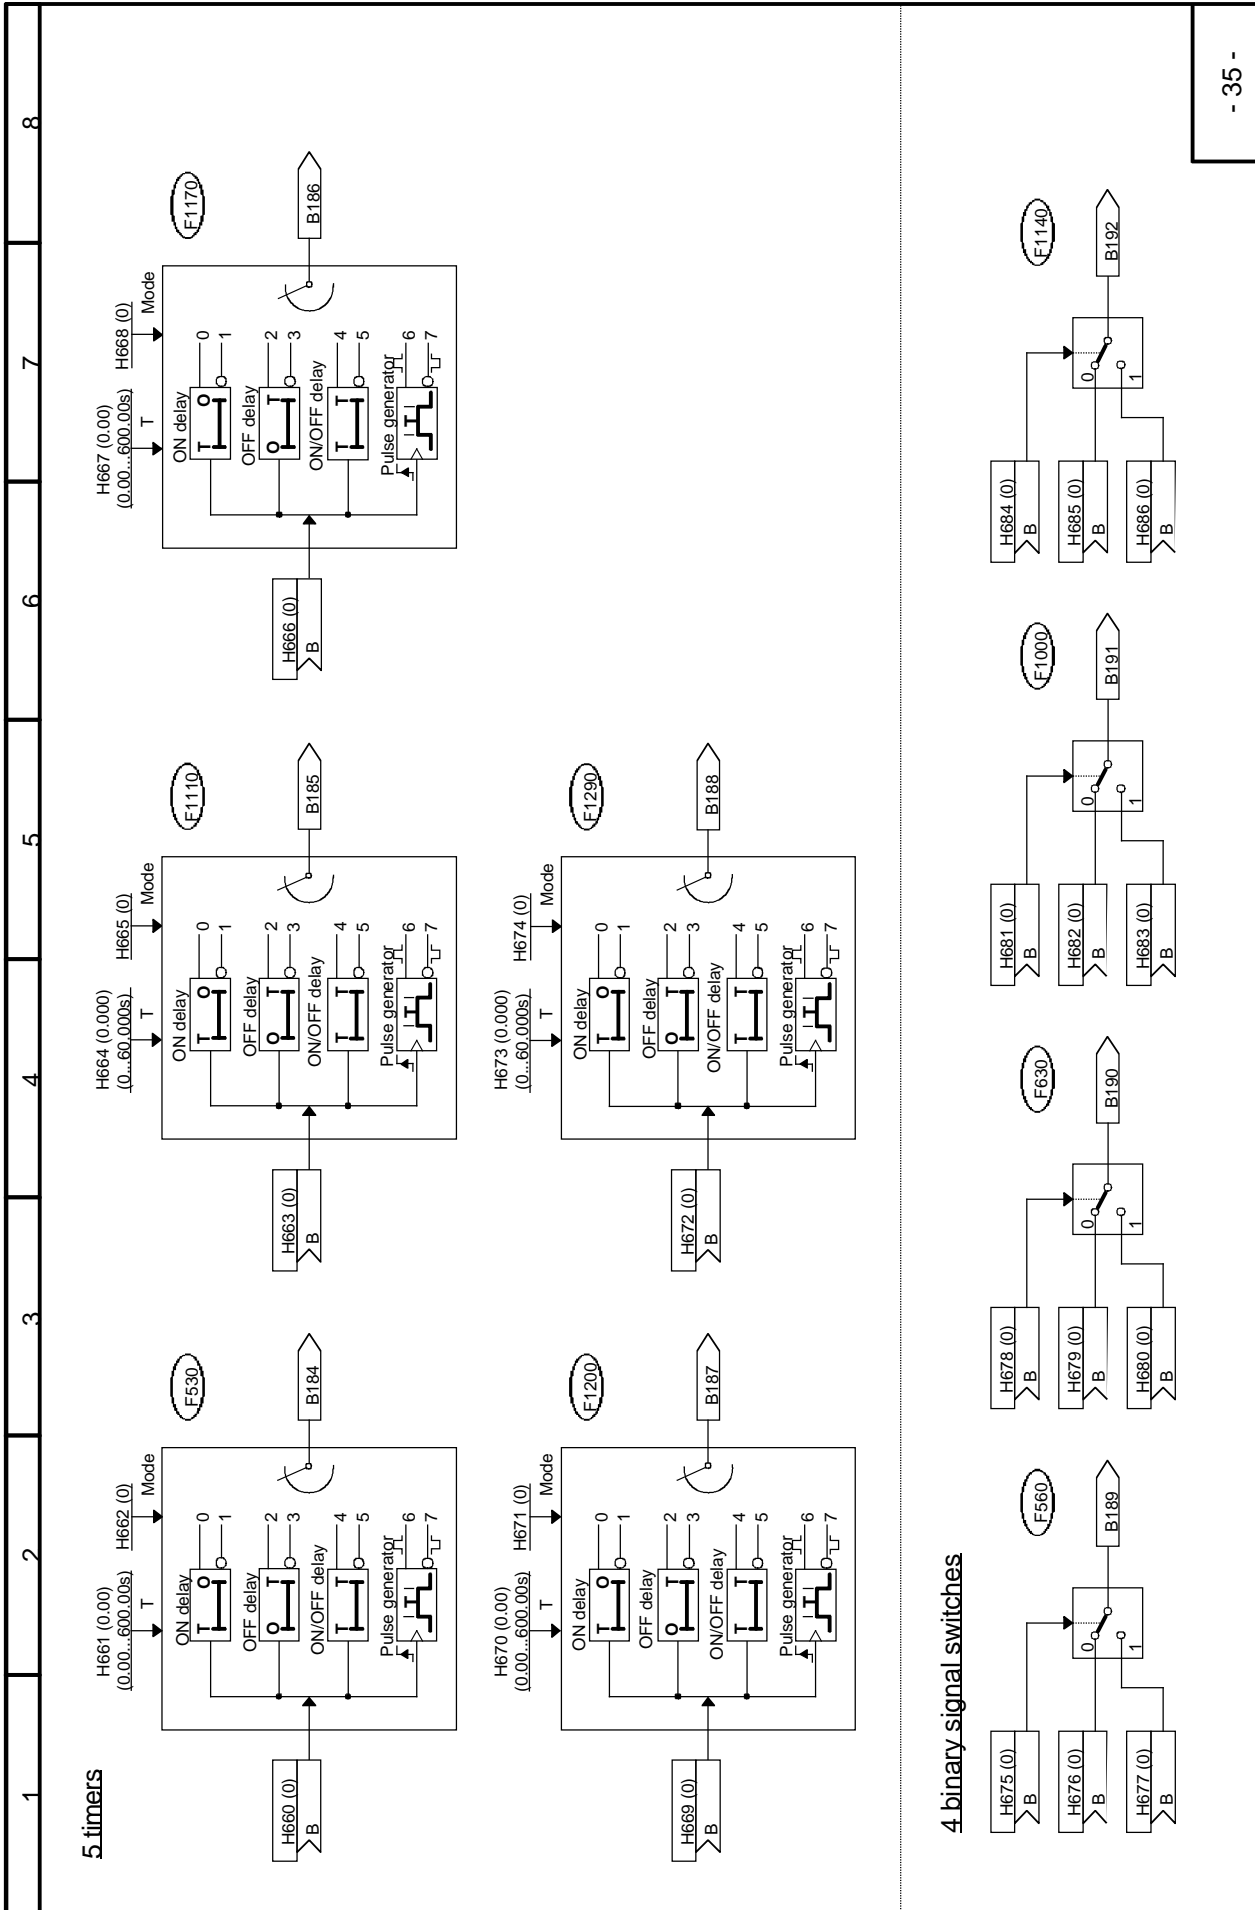 1
2
3
4
5
6
7
8
5 timers
H660 (0)
B
H661 (0.00)
(0.00...600.00s)
T
H662 (0)
Mode
ON delay
T O
0
1
OFF delay
O T
2
3
ON/OFF delay
T T
4
5
Pulse generator
T
6
7
F530
B184
H663 (0)
B
H664 (0.000)
(0...60.000s)
T
H665 (0)
Mode
ON delay
T O
0
1
OFF delay
O T
2
3
ON/OFF delay
T T
4
5
Pulse generator
T
6
7
F1110
B185
H666 (0)
B
H667 (0.00)
(0.00...600.00s)
T
H668 (0)
Mode
ON delay
T O
0
1
OFF delay
O T
2
3
ON/OFF delay
T T
4
5
Pulse generator
T
6
7
F1170
B186
H669 (0)
B
H670 (0.00)
(0.00...600.00s)
T
H671 (0)
Mode
ON delay
T O
0
1
OFF delay
O T
2
3
ON/OFF delay
T T
4
5
Pulse generator
T
6
7
F1200
B187
H672 (0)
B
H673 (0.000)
(0...60.000s)
T
H674 (0)
Mode
ON delay
T O
0
1
OFF delay
O T
2
3
ON/OFF delay
T T
4
5
Pulse generator
T
6
7
F1290
B188
4 binary signal switches
H675 (0)
B
H676 (0)
B
H677 (0)
B
0
1
F560
B189
H678 (0)
B
H679 (0)
B
H680 (0)
B
0
1
F630
B190
H681 (0)
B
H682 (0)
B
H683 (0)
B
0
1
F1000
B191
H684 (0)
B
H685 (0)
B
H686 (0)
B
0
1
F1140
B192
- 35 -